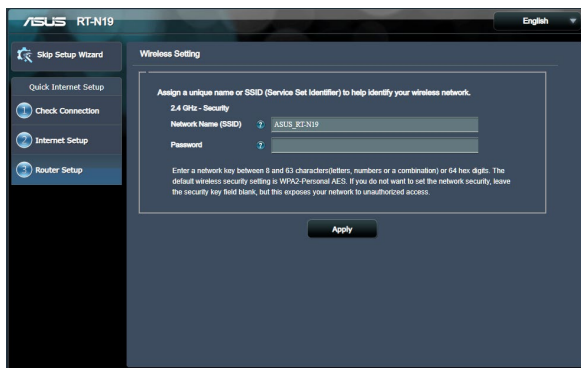 ASUS RT-N19
English
Skip Setup Wizard
Wireless Setting
Quick Internet Setup
1 Check Connection
2 Internet Setup
3 Router Setup
Assign a unique name or SSID (Service Set Identifier) to help identify your wireless network.
2.4 GHz - Security
Network Name (SSID) ? ASUS_RT-N19
Password ?
Enter a network key between 8 and 63 characters(letters, numbers or a combination) or 64 hex digits. The
default wireless security setting is WPA2-Personal AES. If you do not want to set the network security, leave
the security key field blank, but this exposes your network to unauthorized access.
Apply